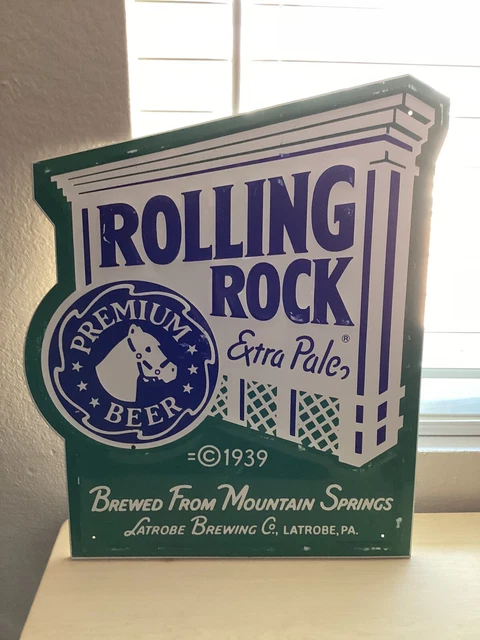 ROLLING
ROCK
®
Extra Pale
PREMIUM
BEER
=©1939
BREWED FROM MOUNTAIN SPRINGS
LATROBE BREWING CO., LATROBE, PA.